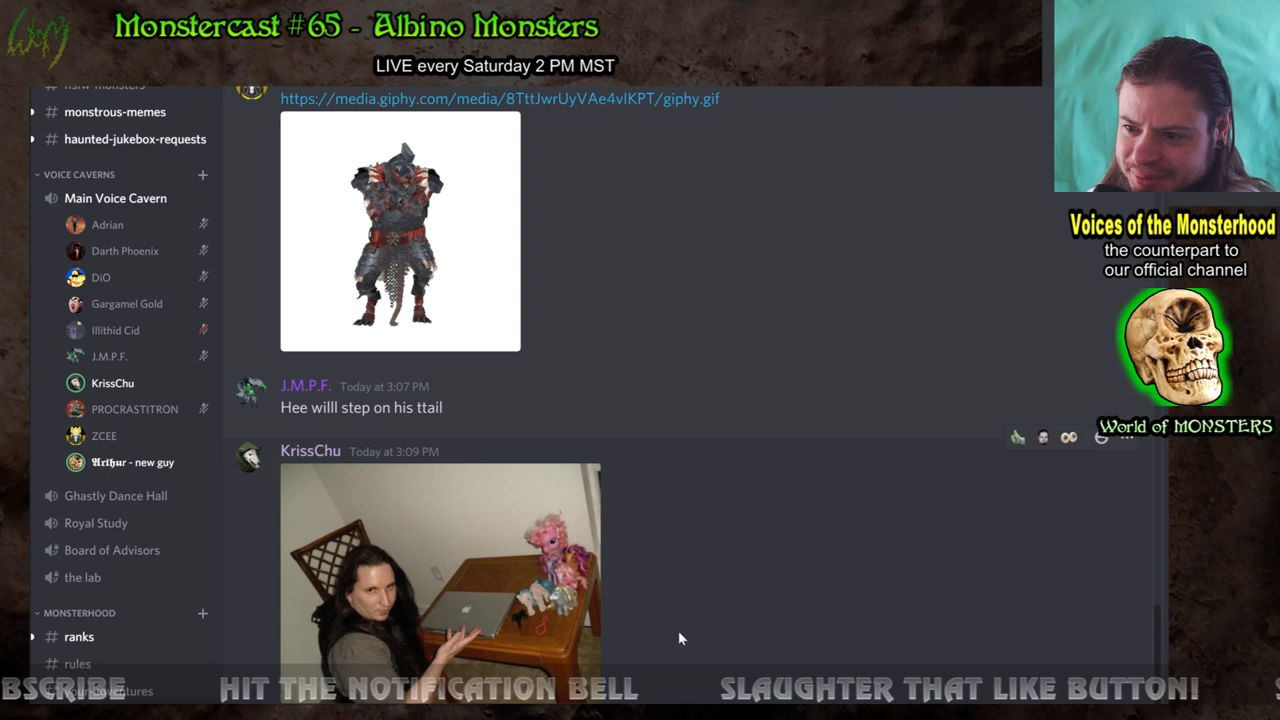 WoM
Monstercast #65 - Albino Monsters
LIVE every Saturday 2 PM MST
nsfw-monsters
# monstrous-memes
# haunted-jukebox-requests
VOICE CAVERNS
Main Voice Cavern
Adrian
Darth Phoenix
DiO
Gargamel Gold
Illithid Cid
J.M.P.F.
KrissChu
PROCRASTITRON
ZCEE
Arthur - new guy
Ghastly Dance Hall
Royal Study
Board of Advisors
the lab
MONSTERHOOD
# ranks
# rules
https://media.giphy.com/media/8TttJwrUyVAe4vIKPT/giphy.gif
J.M.P.F. Today at 3:07 PM
Hee willl step on his ttail
KrissChu Today at 3:09 PM
Voices of the Monsterhood
the counterpart to
our official channel
World of MONSTERS
BSCRIBE HIT THE NOTIFICATION BELL SLAUGHTER THAT LIKE BUTTON!